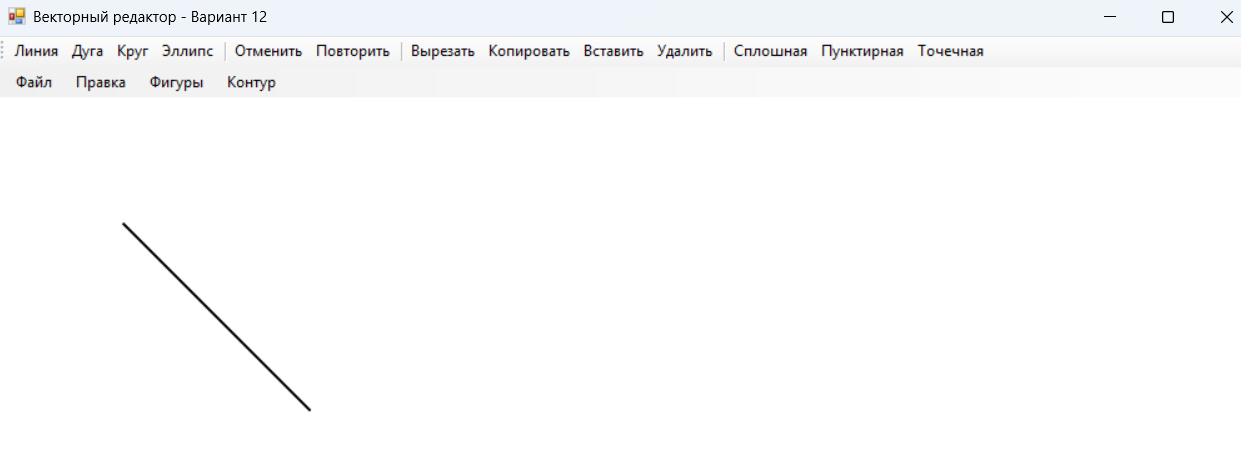 Векторный редактор - Вариант 12
Линия Дуга Круг Эллипс Отменить Повторить Вырезать Копировать Вставить Удалить Сплошная Пунктирная Точечная
Файл Правка Фигуры Контур